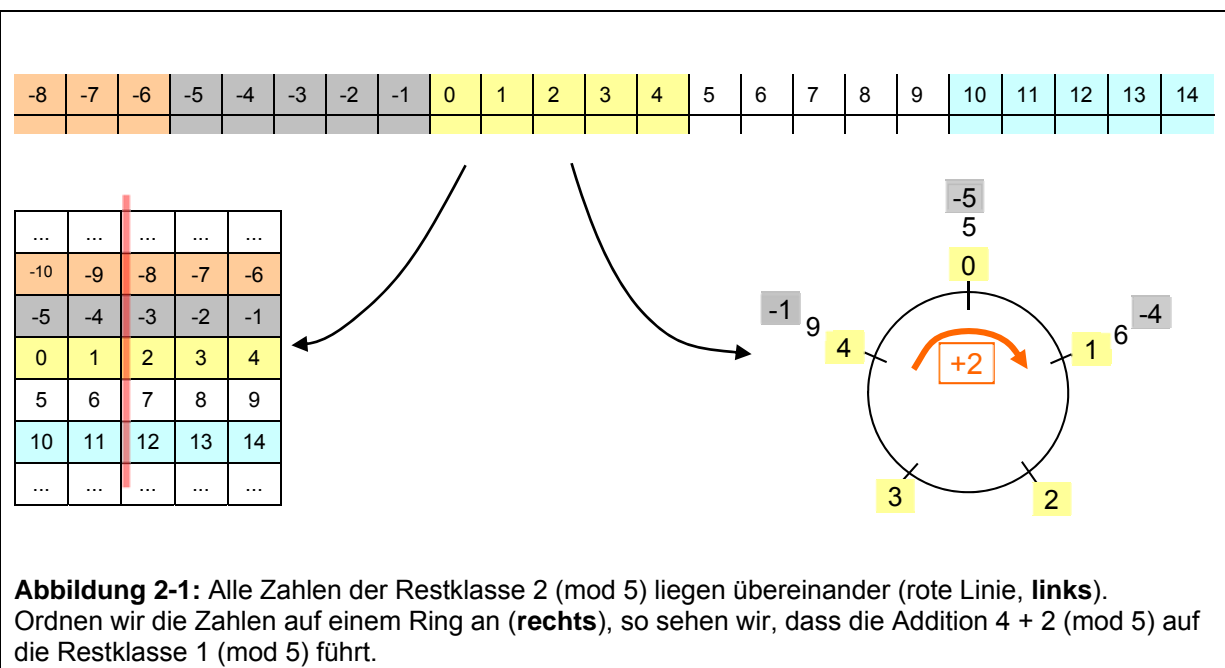 -8 -7 -6 -5 -4 -3 -2 -1 0 1 2 3 4 5 6 7 8 9 10 11 12 13 14
... ... ... ... ...
-10 -9 -8 -7 -6
-5 -4 -3 -2 -1
0 1 2 3 4
5 6 7 8 9
10 11 12 13 14
... ... ... ... ...
-5
5
0
-1 9 4
+2
1 6 -4
3
2
Abbildung 2-1: Alle Zahlen der Restklasse 2 (mod 5) liegen übereinander (rote Linie, links).
Ordnen wir die Zahlen auf einem Ring an (rechts), so sehen wir, dass die Addition 4 + 2 (mod 5) auf
die Restklasse 1 (mod 5) führt.